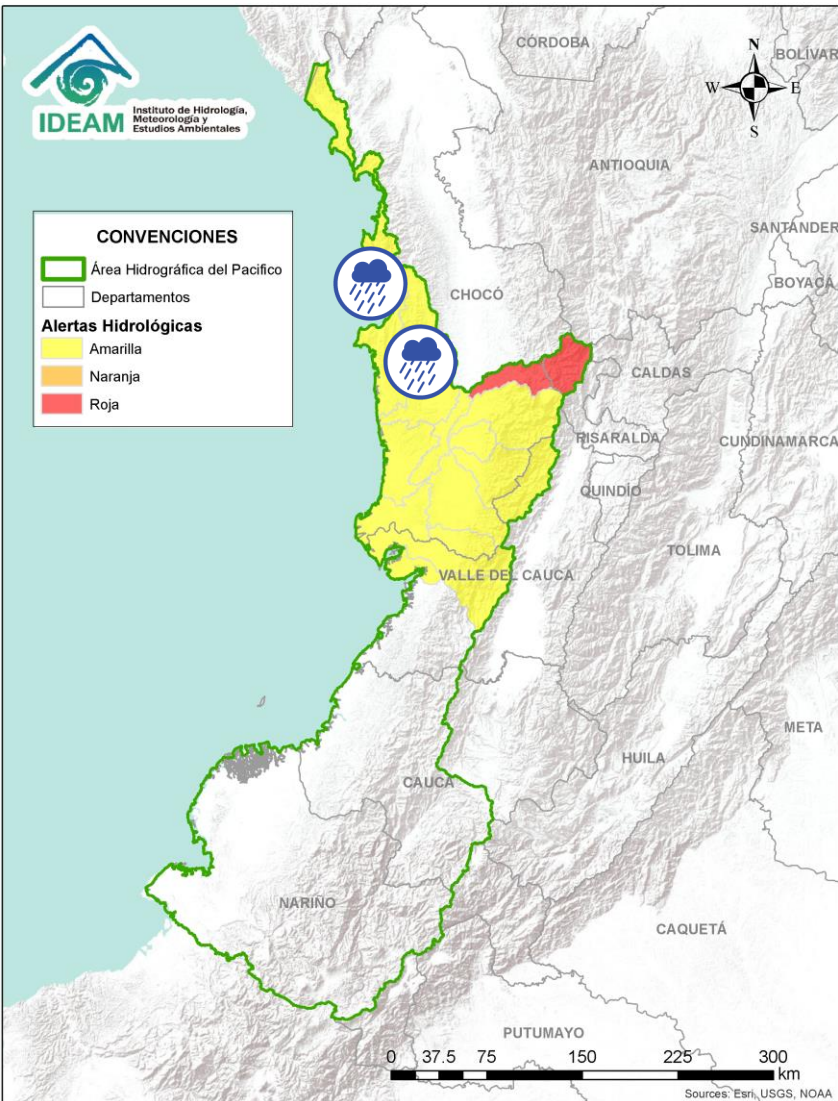 IDEAM
Instituto de Hidrología,
Meteorología y
Estudios Ambientales
N
W
E
S
CÓRDOBA
BOLIVAR
ANTIOQUIA
SANTANDER
BOYACÁ
CONVENCIONES
Área Hidrográfica del Pacifico
Departamentos
Alertas Hidrológicas
Amarilla
Naranja
Roja
CHOCÓ
CALDAS
RISARALDA
CUNDINAMARCA
QUINDÍO
TOLIMA
VALLE DEL CAUCA
META
HUILA
CAUCA
NARIÑO
CAQUETÁ
PUTUMAYO
0 37.5 75 150 225 300
km
Sources: Esri, USGS, NOAA